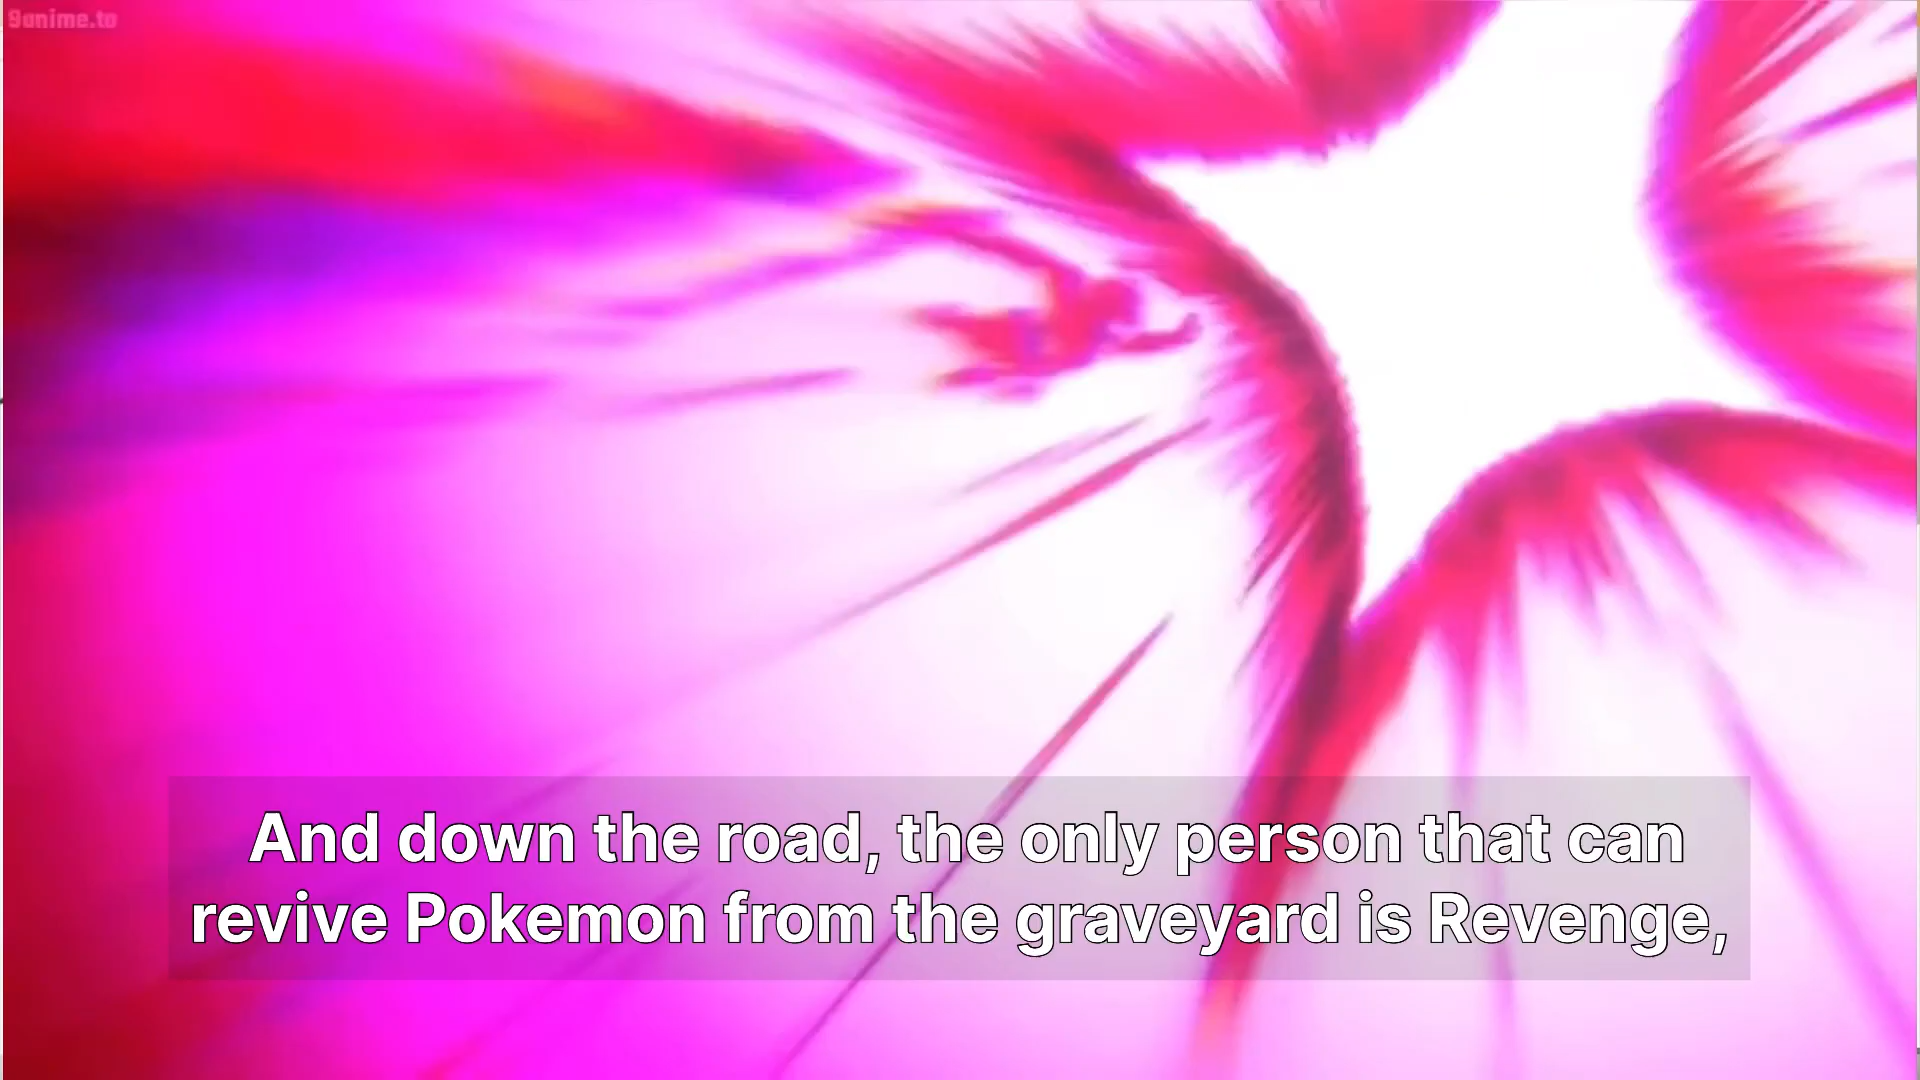 9anime.to
And down the road, the only person that can
revive Pokemon from the graveyard is Revenge,